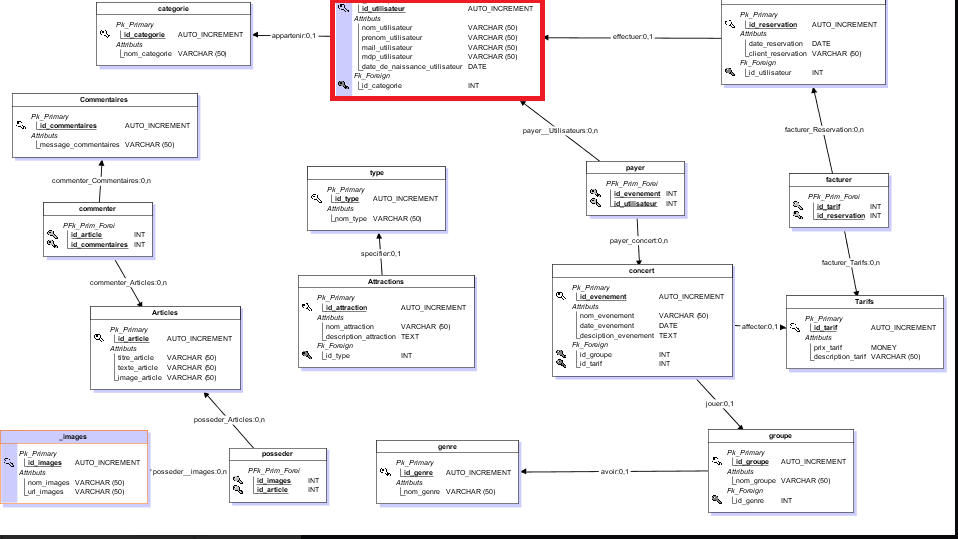 categorie
Pk_Primary
id_categorie AUTO_INCREMENT
Attributs
nom_categorie VARCHAR (50)
appartenir:0,1
id_utilisateur AUTO_INCREMENT
Attributs
nom_utilisateur VARCHAR (50)
prenom_utilisateur VARCHAR (50)
mail_utilisateur VARCHAR (50)
mdp_utilisateur VARCHAR (50)
date_de_naissance_utilisateur DATE
Fk_Foreign
id_categorie INT
effectuer:0,1
Pk_Primary
id_reservation AUTO_INCREMENT
Attributs
date_reservation DATE
client_reservation VARCHAR (50)
Fk_Foreign
id_utilisateur INT
Commentaires
Pk_Primary
id_commentaires AUTO_INCREMENT
Attributs
message_commentaires VARCHAR (50)
commenter_Commentaires:0,n
commenter
PFk_Prim_Forei
id_article INT
id_commentaires INT
commenter_Articles:0,n
type
Pk_Primary
id_type AUTO_INCREMENT
Attributs
nom_type VARCHAR (50)
specifier:0,1
Attractions
Pk_Primary
id_attraction AUTO_INCREMENT
Attributs
nom_attraction VARCHAR (50)
description_attraction TEXT
Fk_Foreign
id_type INT
payer__Utilisateurs:0,n
payer
PFk_Prim_Forei
id_evenement INT
id_utilisateur INT
payer_concert:0,n
facturer_Reservation:0,n
facturer
PFk_Prim_Forei
id_tarif INT
id_reservation INT
facturer_Tarifs:0,n
concert
Pk_Primary
id_evenement AUTO_INCREMENT
Attributs
nom_evenement VARCHAR (50)
date_evenement DATE
desciption_evenement TEXT
Fk_Foreign
id_groupe INT
id_tarif INT
affecter:0,1
Tarifs
Pk_Primary
id_tarif AUTO_INCREMENT
Attributs
prix_tarif MONEY
description_tarif VARCHAR (50)
Articles
Pk_Primary
id_article AUTO_INCREMENT
Attributs
titre_article VARCHAR (50)
texte_article VARCHAR (50)
image_article VARCHAR (50)
posseder_Articles:0,n
jouer:0,1
_images
Pk_Primary
id_images AUTO_INCREMENT
Attributs
nom_images VARCHAR (50)
url_images VARCHAR (50)
posseder__images:0,n
posseder
PFk_Prim_Forei
id_images INT
id_article INT
genre
Pk_Primary
id_genre AUTO_INCREMENT
Attributs
nom_genre VARCHAR (50)
avoir:0,1
groupe
Pk_Primary
id_groupe AUTO_INCREMENT
Attributs
nom_groupe VARCHAR (50)
Fk_Foreign
id_genre INT